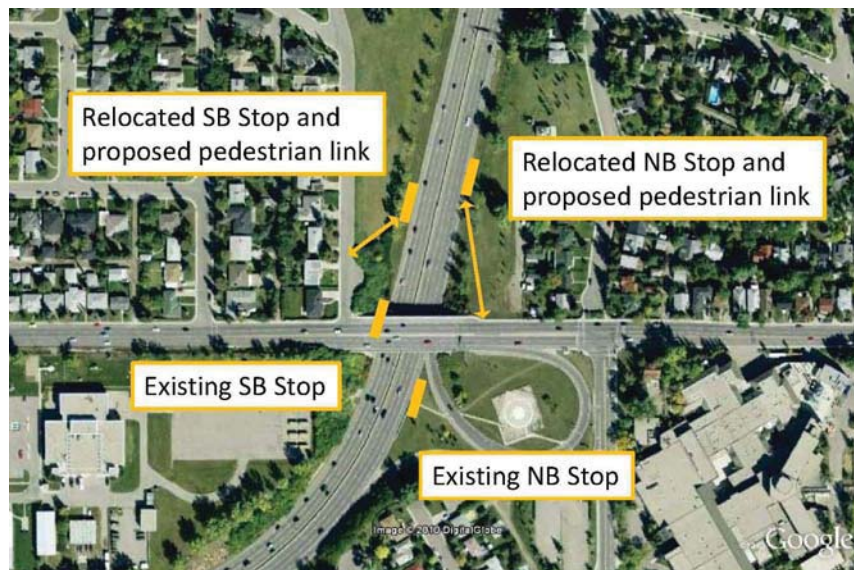 Relocated SB Stop and
proposed pedestrian link
Relocated NB Stop and
proposed pedestrian link
Existing SB Stop
Existing NB Stop
Image © 2010 DigitalGlobe
Google